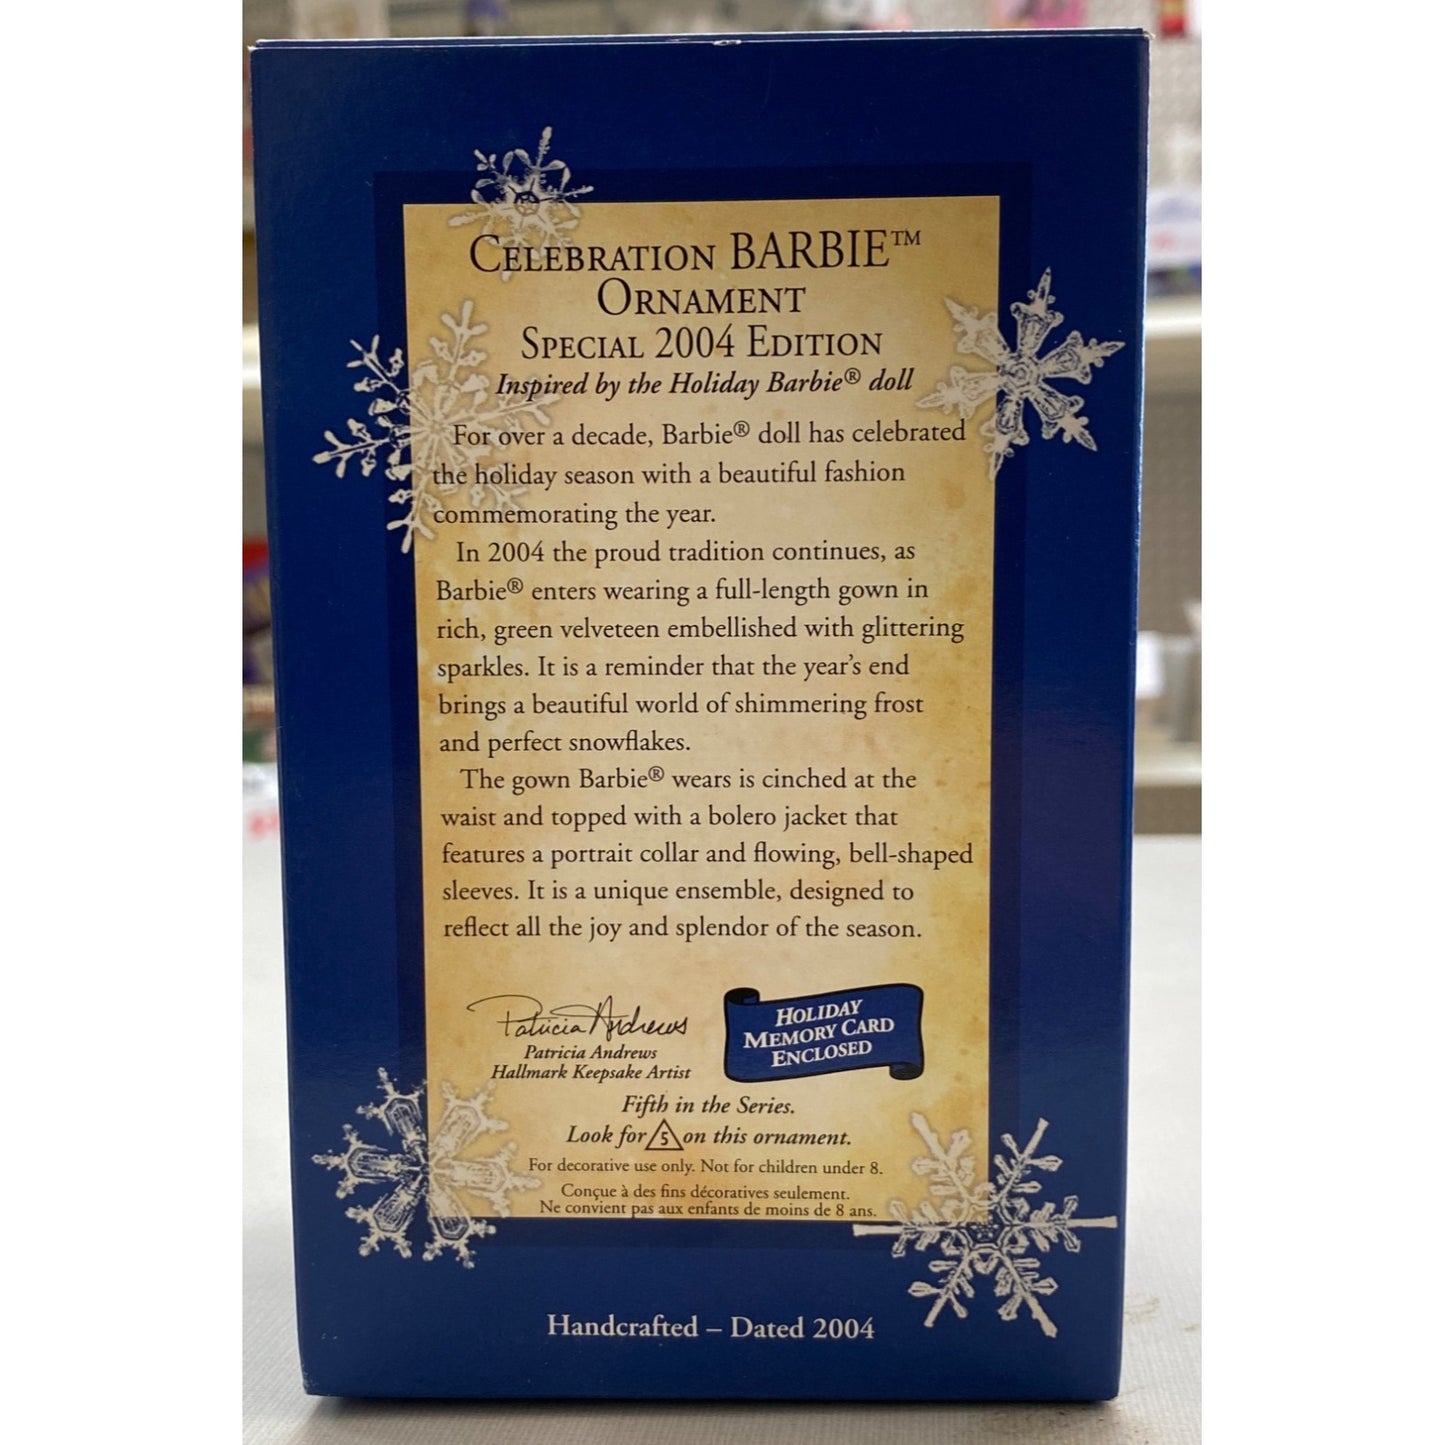 CELEBRATION BARBIE™
ORNAMENT
SPECIAL 2004 EDITION
Inspired by the Holiday Barbie® doll
For over a decade, Barbie® doll has celebrated
the holiday season with a beautiful fashion
commemorating the year.
In 2004 the proud tradition continues, as
Barbie® enters wearing a full-length gown in
rich, green velveteen embellished with glittering
sparkles. It is a reminder that the year's end
brings a beautiful world of shimmering frost
and perfect snowflakes.
The gown Barbie® wears is cinched at the
waist and topped with a bolero jacket that
features a portrait collar and flowing, bell-shaped
sleeves. It is a unique ensemble, designed to
reflect all the joy and splendor of the season.
Patricia Andrews
Patricia Andrews
Hallmark Keepsake Artist
HOLIDAY
MEMORY CARD
ENCLOSED
Fifth in the Series.
Look for 5 on this ornament.
For decorative use only. Not for children under 8.
Conçue à des fins décoratives seulement.
Ne convient pas aux enfants de moins de 8 ans.
Handcrafted – Dated 2004